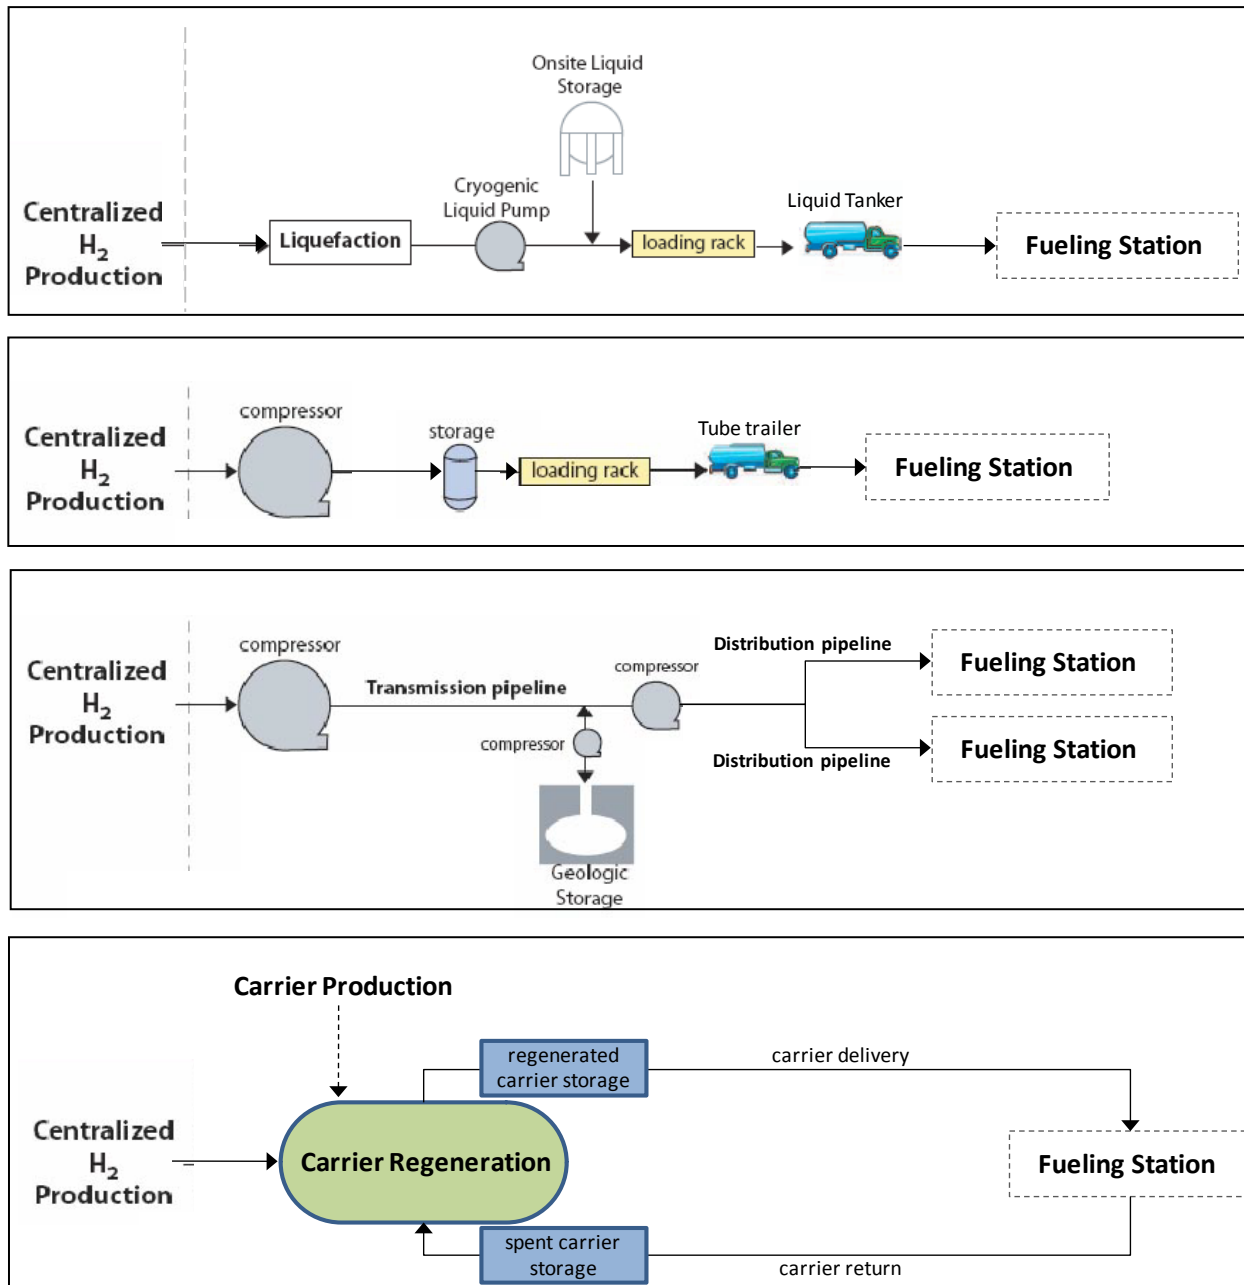 Onsite Liquid
Storage
Centralized
H₂
Production
Liquefaction
Cryogenic
Liquid Pump
loading rack
Liquid Tanker
Fueling Station
Centralized
H₂
Production
compressor
storage
loading rack
Tube trailer
Fueling Station
Centralized
H₂
Production
compressor
Transmission pipeline
compressor
compressor
Geologic
Storage
Distribution pipeline
Fueling Station
Distribution pipeline
Fueling Station
Carrier Production
Centralized
H₂
Production
Carrier Regeneration
regenerated
carrier storage
carrier delivery
Fueling Station
spent carrier
storage
carrier return